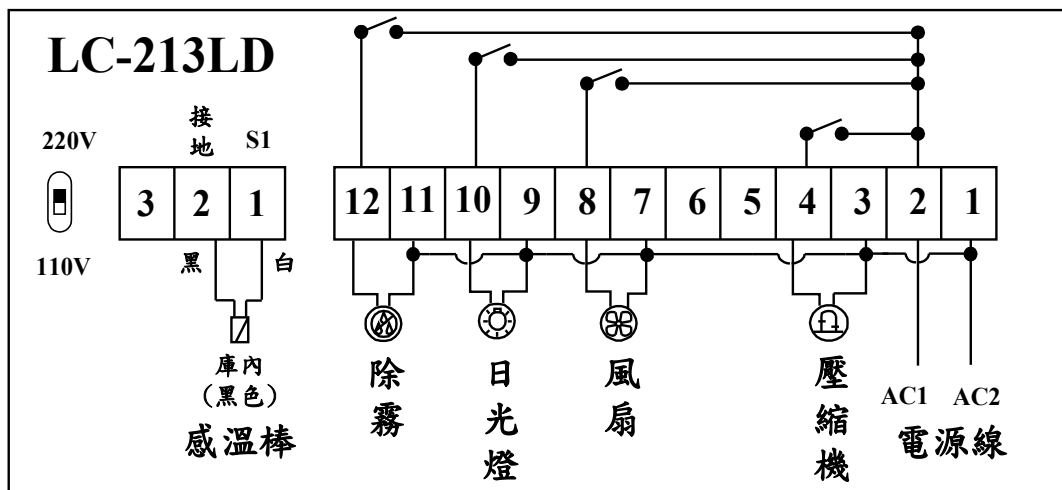 LC-213LD
220V
接地
S1
3 2 1
12 11 10 9 8 7 6 5 4 3 2 1
110V
黑
白
庫內
（黑色）
感溫棒
除霧
日光燈
風扇
壓縮機
AC1 AC2
電源線